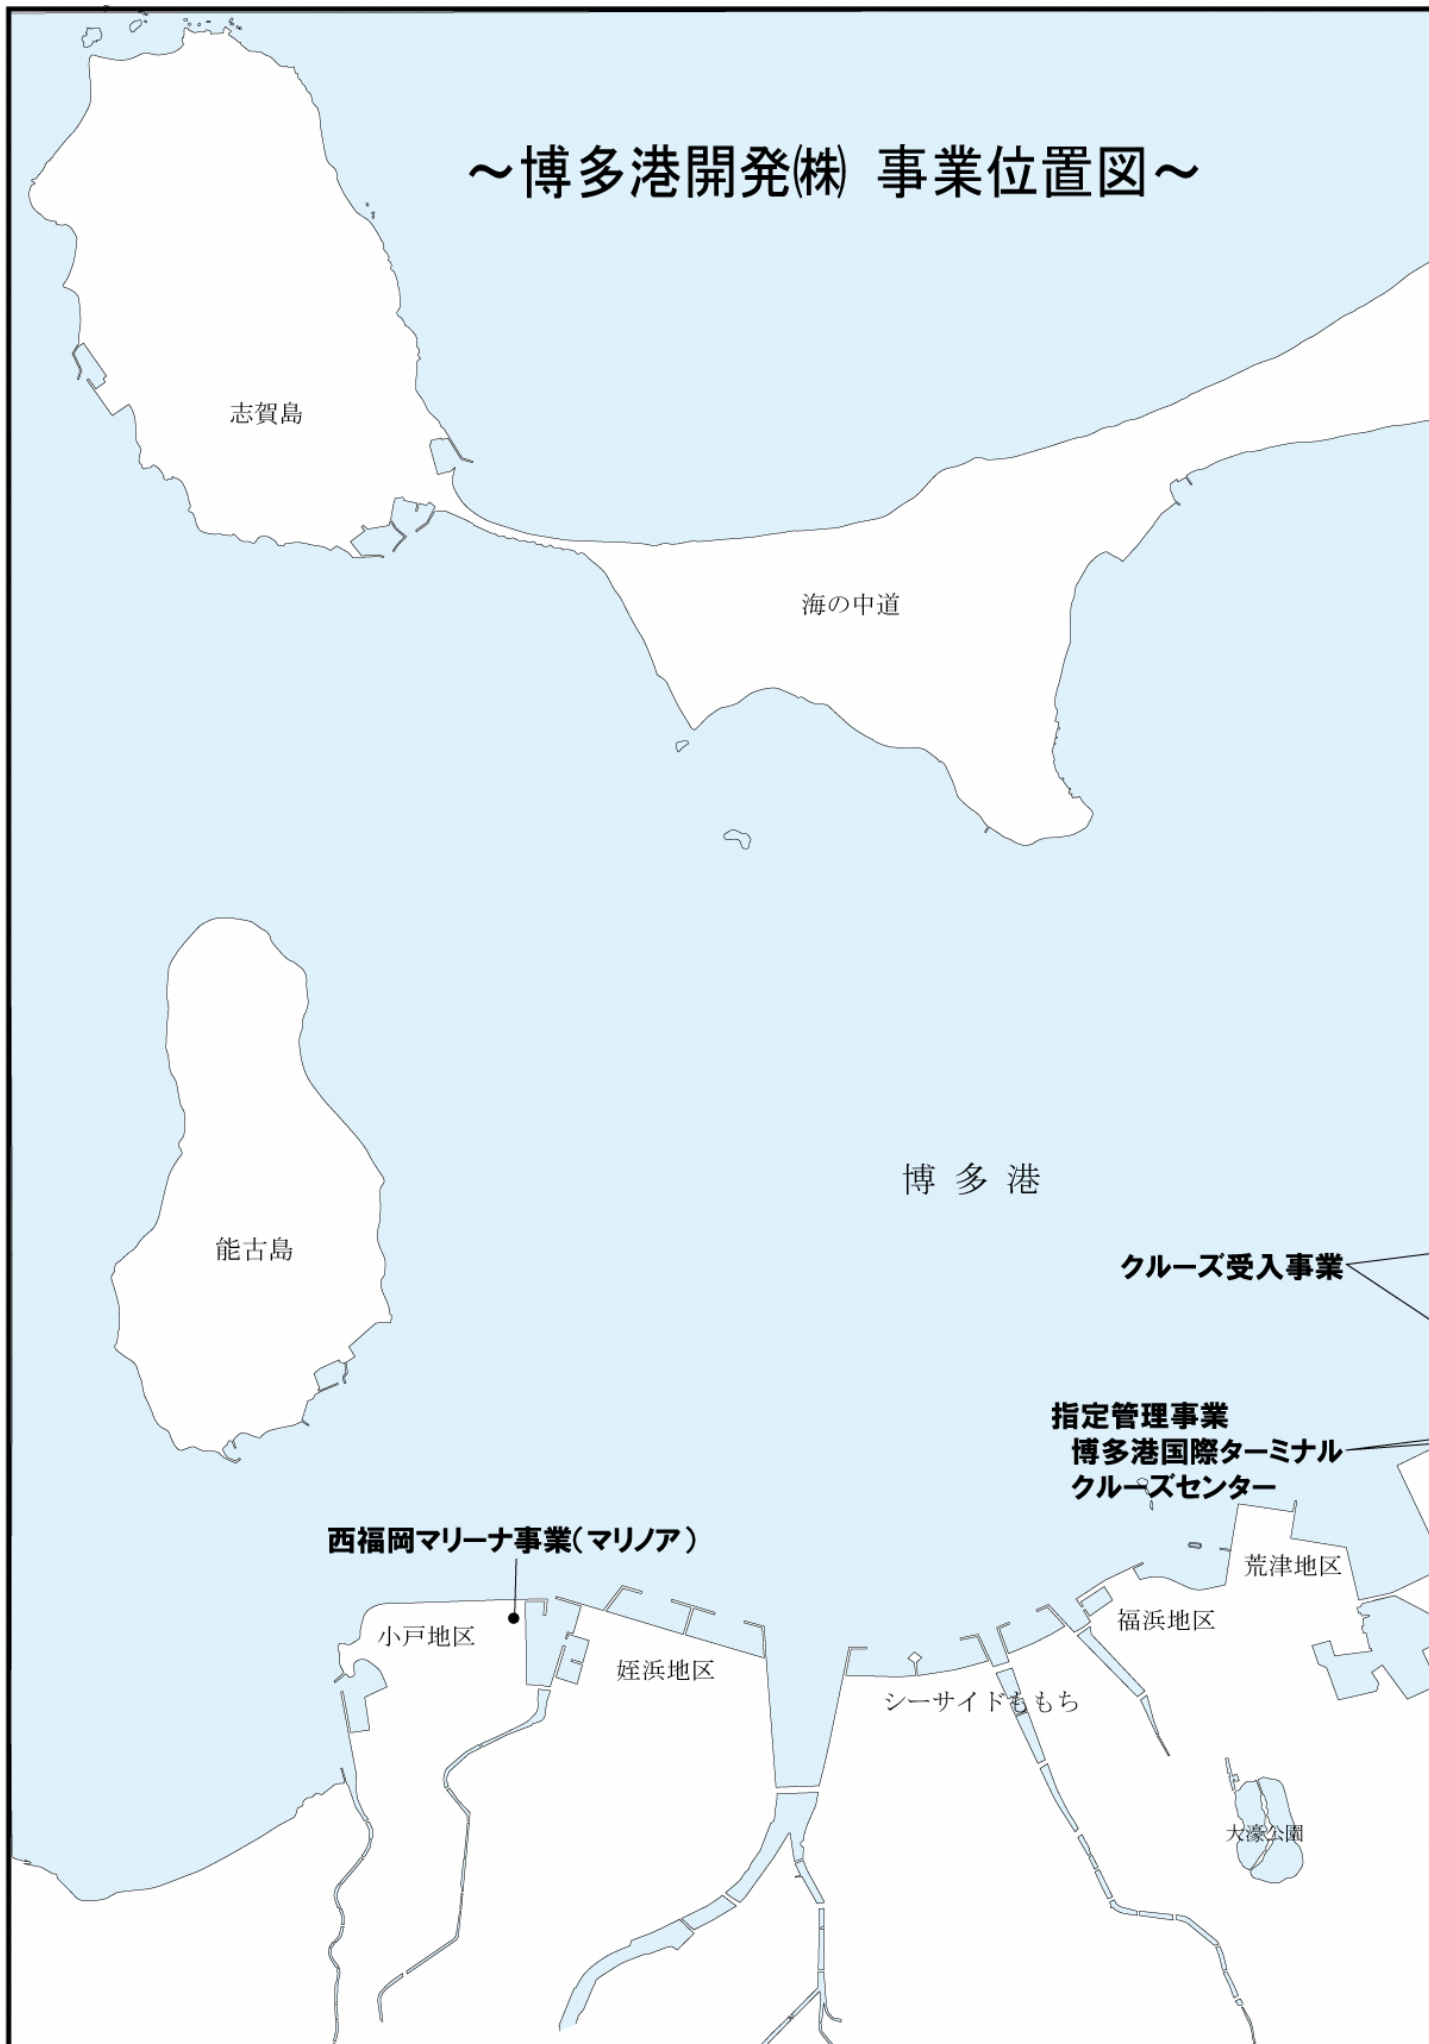 ～博多港開発㈱ 事業位置図～
志賀島
海の中道
博多港
能古島
クルーズ受入事業
指定管理事業
博多港国際ターミナル
クルーズセンター
西福岡マリーナ事業（マリノア）
荒津地区
福浜地区
小戸地区
姪浜地区
シーサイドももち
大濠公園